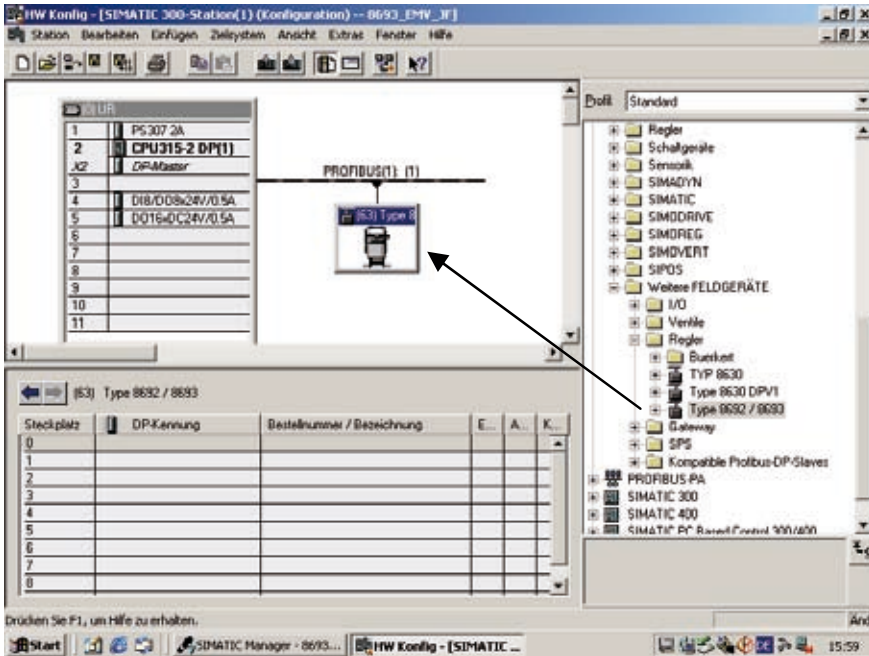 HW Konfig - [SIMATIC 300-Station(1) (Konfiguration) -- 8693_EMV_JF]
Station Bearbeiten Einfügen Zielsystem Ansicht Extras Fenster Hilfe
(0) UR
1 PS 307 2A
2 CPU315-2 DP(1)
X2 DP-Master
3
4 DI8/DO8x24V/0.5A
5 DO16xDC24V/0.5A
6
7
8
9
10
11
PROFIBUS(1): (1)
(63) Type 8
Profil Standard
Regler
Schaltgeräte
Sensorik
SIMADYN
SIMATIC
SIMODRIVE
SIMOREG
SIMOVERT
SIPOS
Weitere FELDGERÄTE
I/O
Ventile
Regler
Buerkert
TYP 8630
Type 8630 DPV1
Type 8692 / 8693
Gateway
SPS
Kompatible Profibus-DP-Slaves
PROFIBUS-PA
SIMATIC 300
SIMATIC 400
SIMATIC PC Based Control 300/400
(63) Type 8692 / 8693
Steckplatz DP-Kennung Bestellnummer / Bezeichnung E... A... K...
0
1
2
3
4
5
6
7
8
Drücken Sie F1, um Hilfe zu erhalten.
Änd
Start SIMATIC Manager - 8693... HW Konfig - [SIMATIC ... DE 15:59